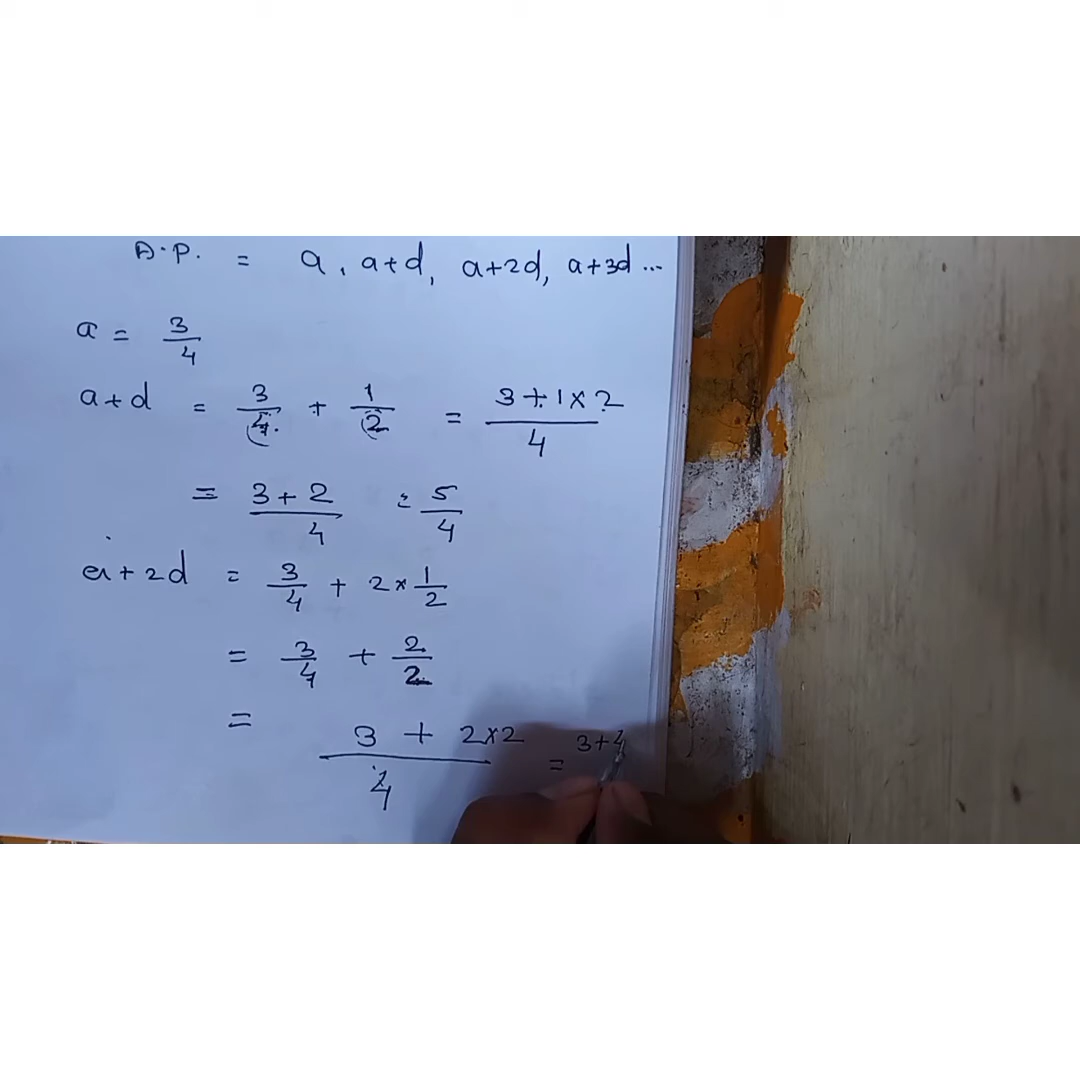 A.P. = a, a+d, a+2d, a+3d ...
a = 3/4
a+d = 3/4 + 1/2 = 3+1×2/4
= 3+2/4 = 5/4
a+2d = 3/4 + 2×1/2
= 3/4 + 2/2
= 3 + 2×2/4 = 3+4